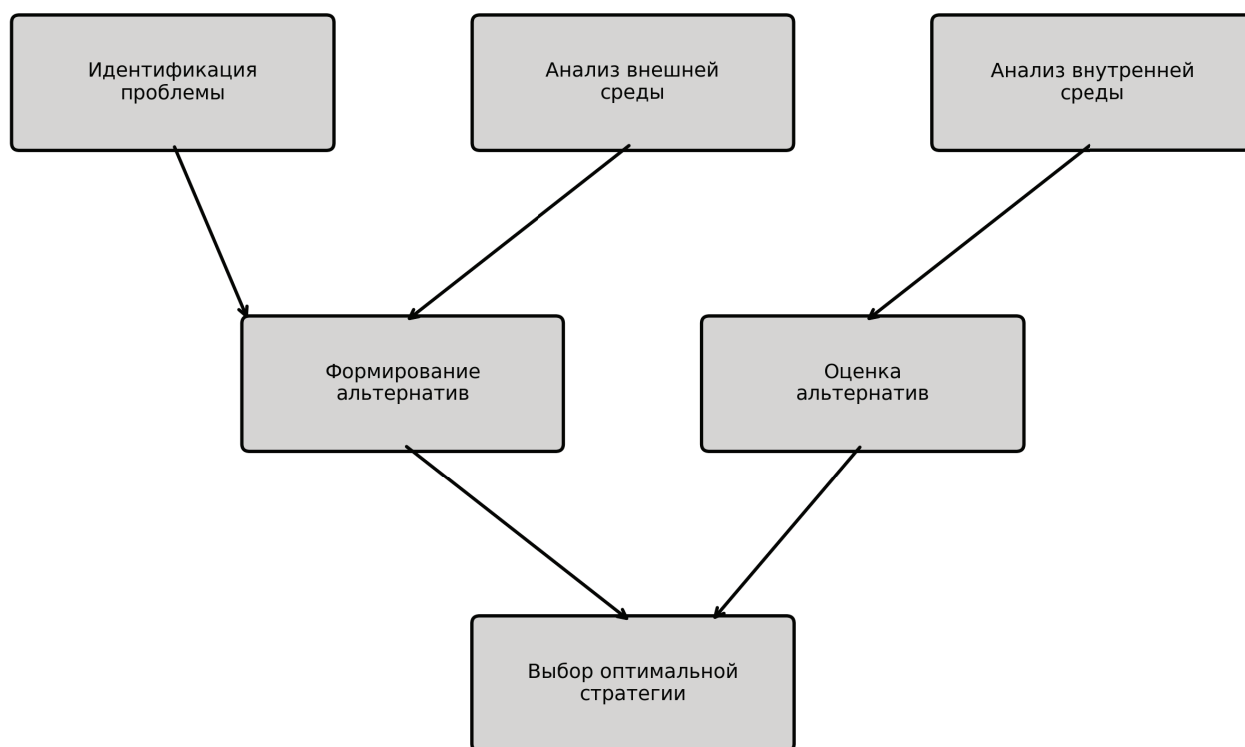 Идентификация
проблемы
Анализ внешней
среды
Анализ внутренней
среды
Формирование
альтернатив
Оценка
альтернатив
Выбор оптимальной
стратегии